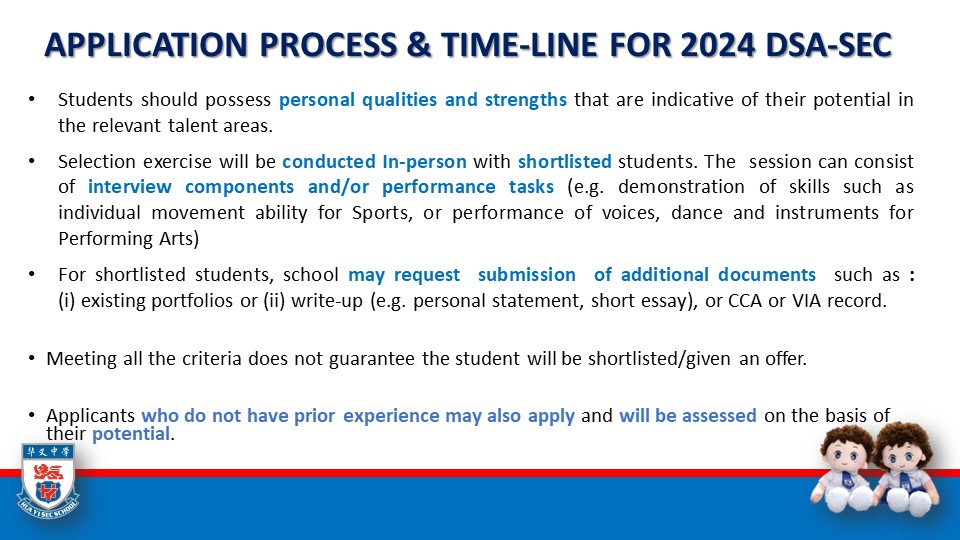 APPLICATION PROCESS & TIME-LINE FOR 2024 DSA-SEC
• Students should possess personal qualities and strengths that are indicative of their potential in
the relevant talent areas.
• Selection exercise will be conducted In-person with shortlisted students. The session can consist
of interview components and/or performance tasks (e.g. demonstration of skills such as
individual movement ability for Sports, or performance of voices, dance and instruments for
Performing Arts)
• For shortlisted students, school may request submission of additional documents such as :
(i) existing portfolios or (ii) write-up (e.g. personal statement, short essay), or CCA or VIA record.
• Meeting all the criteria does not guarantee the student will be shortlisted/given an offer.
• Applicants who do not have prior experience may also apply and will be assessed on the basis of
their potential.
华义中学
HUA YI SEC SCHOOL